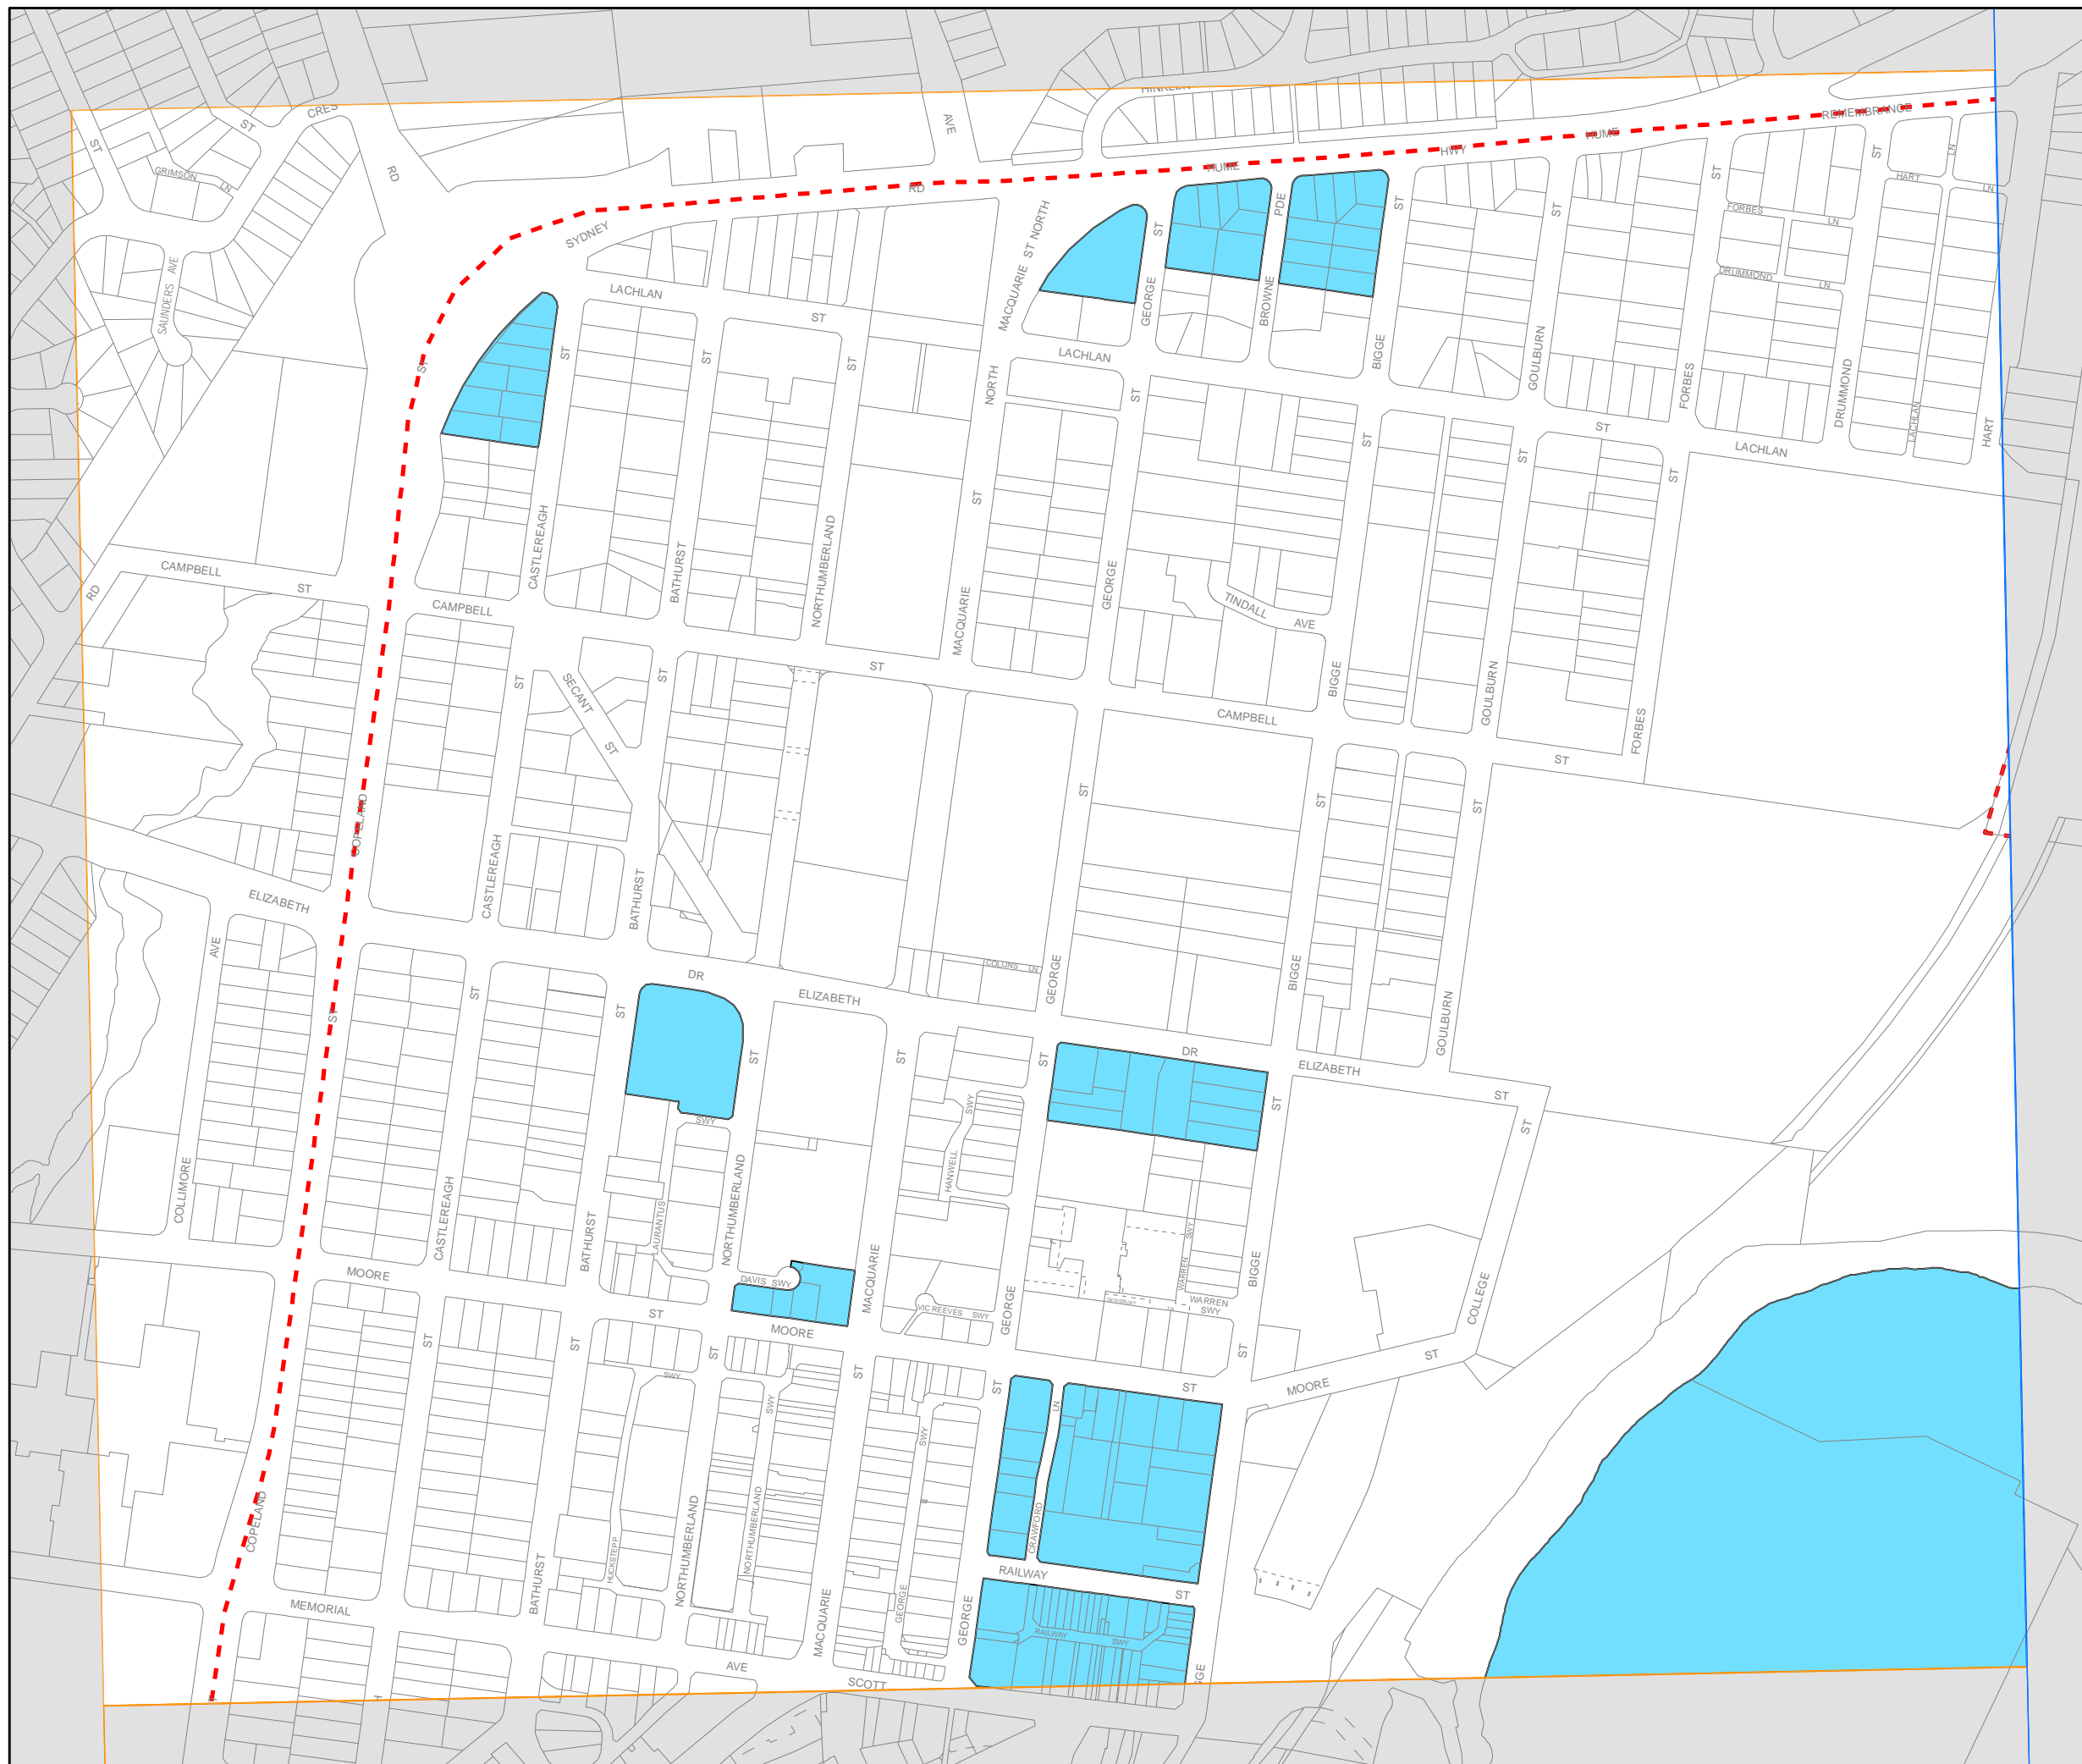 CRES
ST
ST
AVE
REMEMBRANCE
HUME
HWY
HUME
RD
RD
GRIMSON
LN
ST
LN
HART
LN
ST
FORBES
LN
DRUMMOND
LN
SYDNEY
SAUNDERS AVE
MACQUARIE ST NORTH
ST
PDE
ST
ST
LACHLAN
ST
GEORGE
BROWNE
BIGGE
GOULBURN
FORBES
DRUMMOND
LACHLAN
HART
ST
ST
ST
ST
LACHLAN
NORTH
ST
ST
ST
LACHLAN
ST
ST
ST
CASTLEREAGH
BATHURST
NORTHUMBERLAND
MACQUARIE
GEORGE
RD
CAMPBELL
ST
CAMPBELL
TINDALL
AVE
BIGGE
GOULBURN
FORBES
ST
SECANT
ST
ST
ST
CAMPBELL
ST
COPELAND
CASTLEREAGH
BATHURST
ST
ST
ST
ELIZABETH
AVE
DR
ELIZABETH
COLLINS LN
GEORGE
BIGGE
GOULBURN
ST
ST
ST
ST
ST
ST
DR
ELIZABETH
ST
ST
ST
SWY
SWY
HANWELL
COLLIMORE
CASTLEREAGH
BATHURST
LAURANTUS
NORTHUMBERLAND
MACQUARIE
GEORGE
WARREN
SWY
BIGGE
COLLEGE
MOORE
DAVIS SWY
VIC REEVES SWY
WARREN
SWY
LN
ST
MOORE
ST
ST
ST
ST
ST
ST
ST
MOORE
ST
SWY
SWY
SWY
LN
COPELAND
BATHURST
HUCKSTEPP
NORTHUMBERLAND
NORTHUMBERLAND
MACQUARIE
GEORGE
GEORGE
CRAWFORD
RAILWAY
ST
MEMORIAL
RAILWAY
SWY
AVE
SCOTT